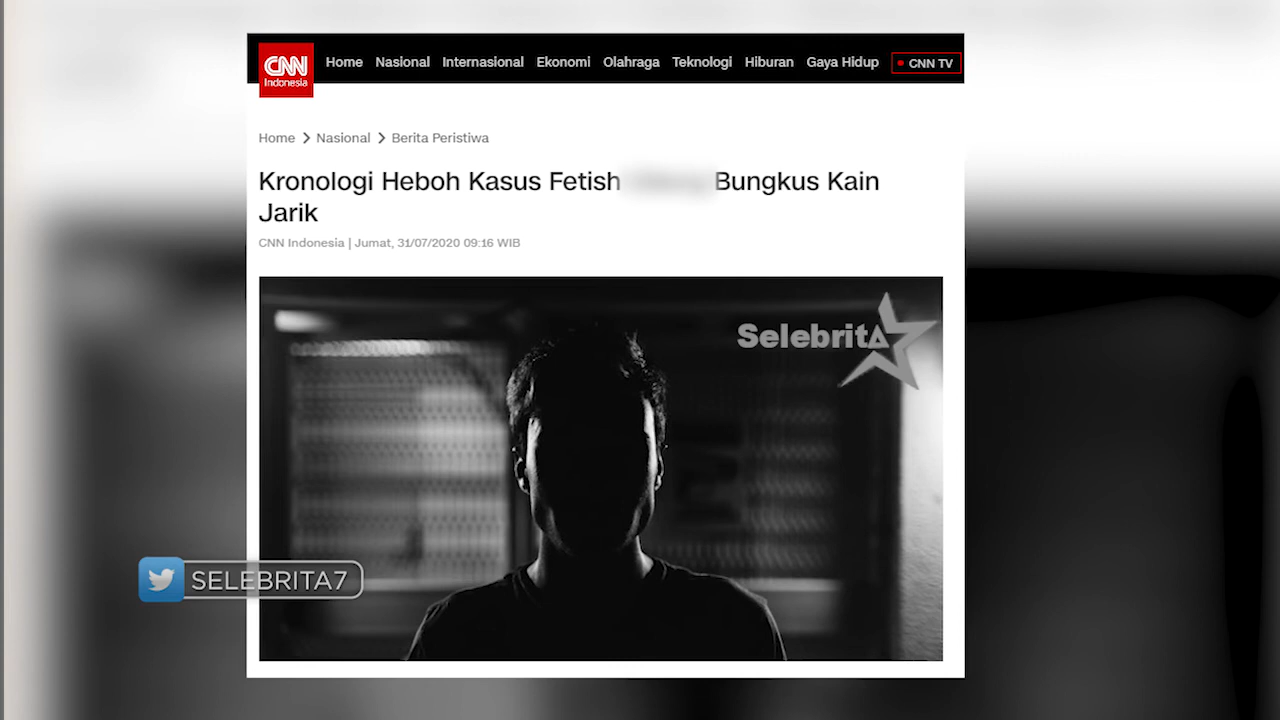 CNN
Indonesia
Home Nasional Internasional Ekonomi Olahraga Teknologi Hiburan Gaya Hidup CNN TV
Home > Nasional > Berita Peristiwa
Kronologi Heboh Kasus Fetish Bungkus Kain
Jarik
CNN Indonesia | Jumat, 31/07/2020 09:16 WIB
Selebrita
SELEBRITA7